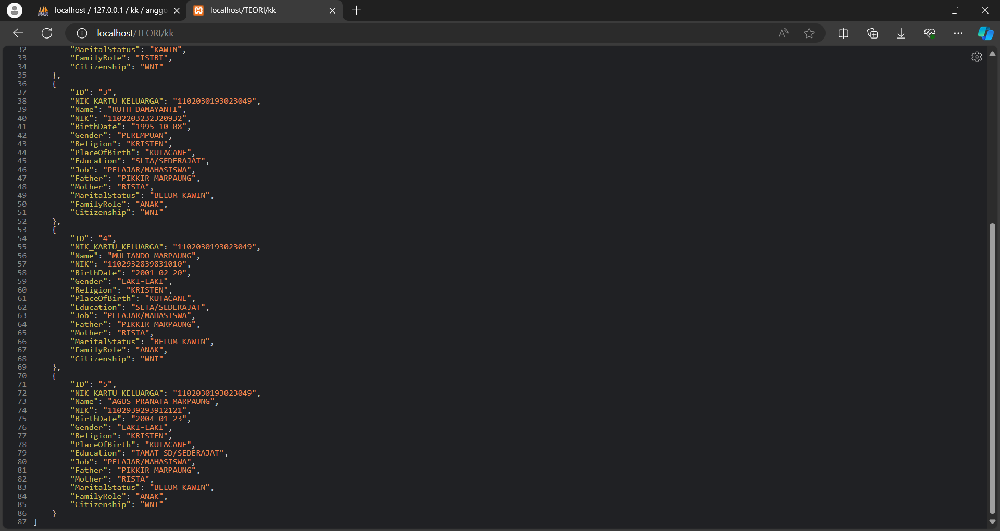 localhost / 127.0.0.1 / kk / anggo
localhost/TEORI/kk
localhost/TEORI/kk
32 "MaritalStatus": "KAWIN",
33 "FamilyRole": "ISTRI",
34 "Citizenship": "WNI"
35 },
36 {
37 "ID": "3",
38 "NIK_KARTU_KELUARGA": "1102030193023049",
39 "Name": "RUTH DAMAYANTI",
40 "NIK": "1102203232320932",
41 "BirthDate": "1995-10-08",
42 "Gender": "PEREMPUAN",
43 "Religion": "KRISTEN",
44 "PlaceOfBirth": "KUTACANE",
45 "Education": "SLTA/SEDERAJAT",
46 "Job": "PELAJAR/MAHASISWA",
47 "Father": "PIKKIR MARPAUNG",
48 "Mother": "RISTA",
49 "MaritalStatus": "BELUM KAWIN",
50 "FamilyRole": "ANAK",
51 "Citizenship": "WNI"
52 },
53 {
54 "ID": "4",
55 "NIK_KARTU_KELUARGA": "1102030193023049",
56 "Name": "MULIANDO MARPAUNG",
57 "NIK": "1102932839831010",
58 "BirthDate": "2001-02-20",
59 "Gender": "LAKI-LAKI",
60 "Religion": "KRISTEN",
61 "PlaceOfBirth": "KUTACANE",
62 "Education": "SLTA/SEDERAJAT",
63 "Job": "PELAJAR/MAHASISWA",
64 "Father": "PIKKIR MARPAUNG",
65 "Mother": "RISTA",
66 "MaritalStatus": "BELUM KAWIN",
67 "FamilyRole": "ANAK",
68 "Citizenship": "WNI"
69 },
70 {
71 "ID": "5",
72 "NIK_KARTU_KELUARGA": "1102030193023049",
73 "Name": "AGUS PRANATA MARPAUNG",
74 "NIK": "1102939293912121",
75 "BirthDate": "2004-01-23",
76 "Gender": "LAKI-LAKI",
77 "Religion": "KRISTEN",
78 "PlaceOfBirth": "KUTACANE",
79 "Education": "TAMAT SD/SEDERAJAT",
80 "Job": "PELAJAR/MAHASISWA",
81 "Father": "PIKKIR MARPAUNG",
82 "Mother": "RISTA",
83 "MaritalStatus": "BELUM KAWIN",
84 "FamilyRole": "ANAK",
85 "Citizenship": "WNI"
86 }
87 ]